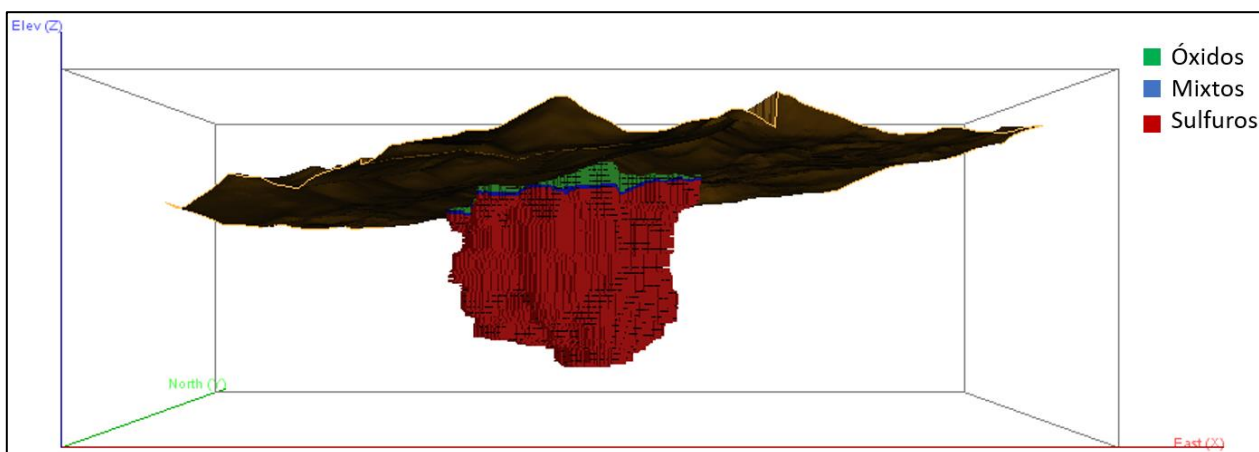 Elev (Z)
Óxidos
Mixtos
Sulfuros
North (Y)
East (X)